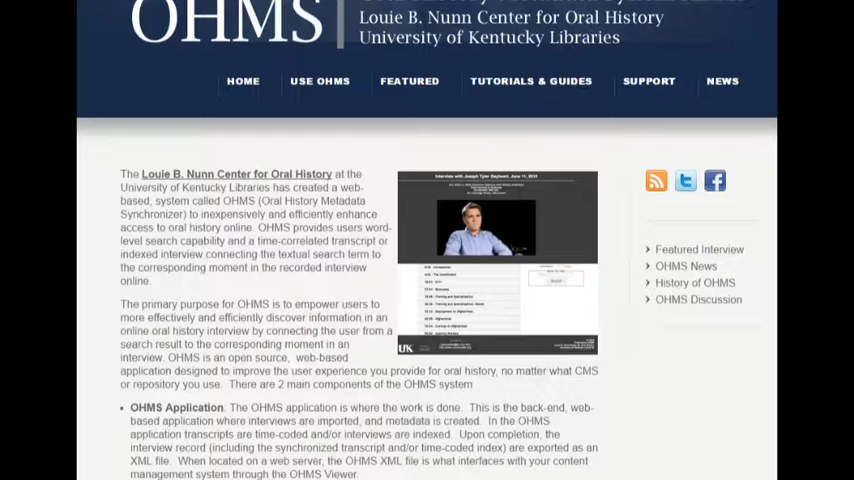 OHMS
Louie B. Nunn Center for Oral History
University of Kentucky Libraries
HOME USE OHMS FEATURED TUTORIALS & GUIDES SUPPORT NEWS
The Louie B. Nunn Center for Oral History at the
University of Kentucky Libraries has created a web-
based, system called OHMS (Oral History Metadata
Synchronizer) to inexpensively and efficiently enhance
access to oral history online. OHMS provides users word-
level search capability and a time-correlated transcript or
indexed interview connecting the textual search term to
the corresponding moment in the recorded interview
online.
Interview with Joseph Tyler Gayheart, June 11,
UK
The primary purpose for OHMS is to empower users to
more effectively and efficiently discover information in an
online oral history interview by connecting the user from a
search result to the corresponding moment in an
interview. OHMS is an open source, web-based
application designed to improve the user experience you provide for oral history, no matter what CMS
or repository you use. There are 2 main components of the OHMS system
• OHMS Application. The OHMS application is where the work is done. This is the back-end, web-
based application where interviews are imported, and metadata is created. In the OHMS
application transcripts are time-coded and/or interviews are indexed. Upon completion, the
interview record (including the synchronized transcript and/or time-coded index) are exported as an
XML file. When located on a web server, the OHMS XML file is what interfaces with your content
management system through the OHMS Viewer.
Featured Interview
OHMS News
History of OHMS
OHMS Discussion